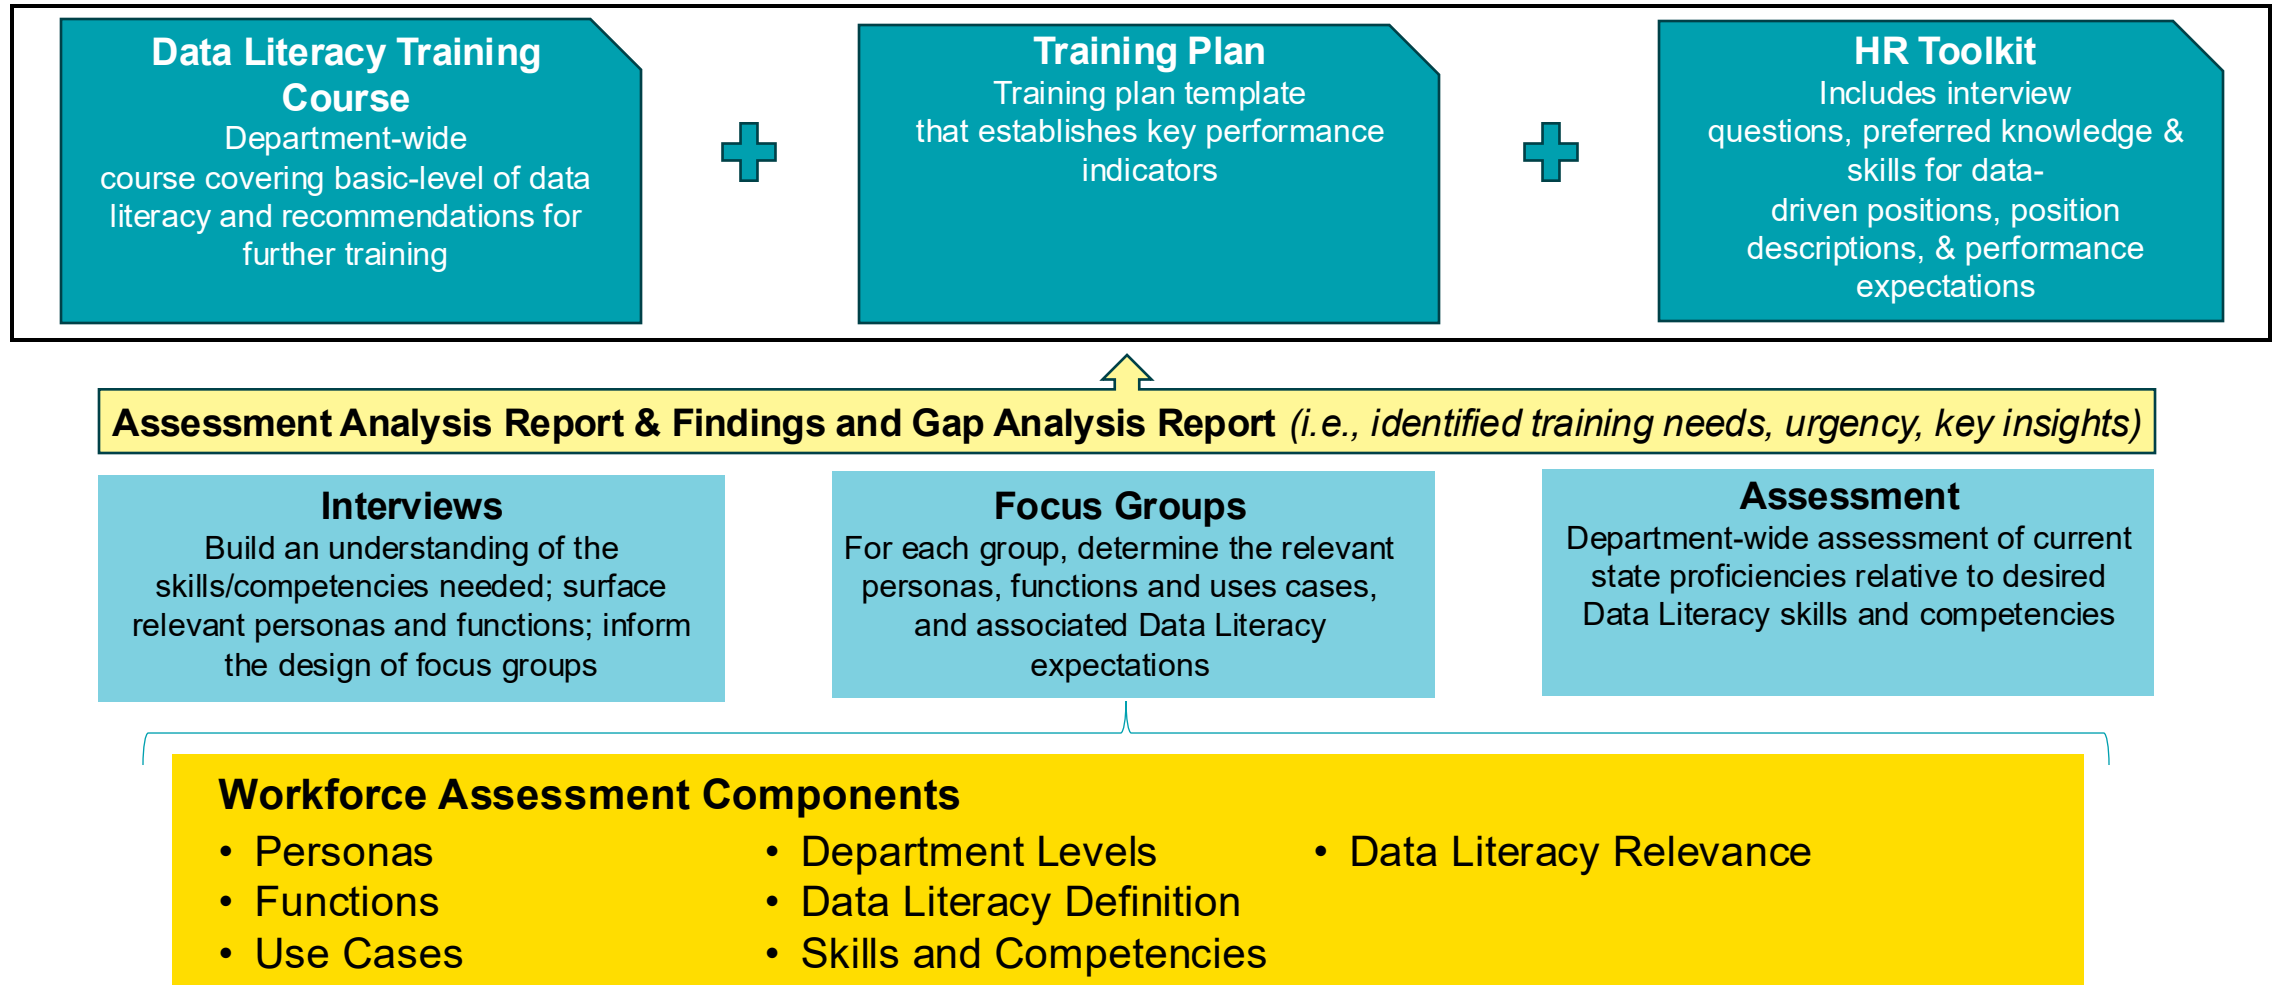 Data Literacy Training
Course
Department-wide
course covering basic-level of data
literacy and recommendations for
further training
Training Plan
Training plan template
that establishes key performance
indicators
HR Toolkit
Includes interview
questions, preferred knowledge &
skills for data-
driven positions, position
descriptions, & performance
expectations
Assessment Analysis Report & Findings and Gap Analysis Report (i.e., identified training needs, urgency, key insights)
Interviews
Build an understanding of the
skills/competencies needed; surface
relevant personas and functions; inform
the design of focus groups
Focus Groups
For each group, determine the relevant
personas, functions and uses cases,
and associated Data Literacy
expectations
Assessment
Department-wide assessment of current
state proficiencies relative to desired
Data Literacy skills and competencies
Workforce Assessment Components
• Personas
• Functions
• Use Cases
• Department Levels
• Data Literacy Definition
• Skills and Competencies
• Data Literacy Relevance